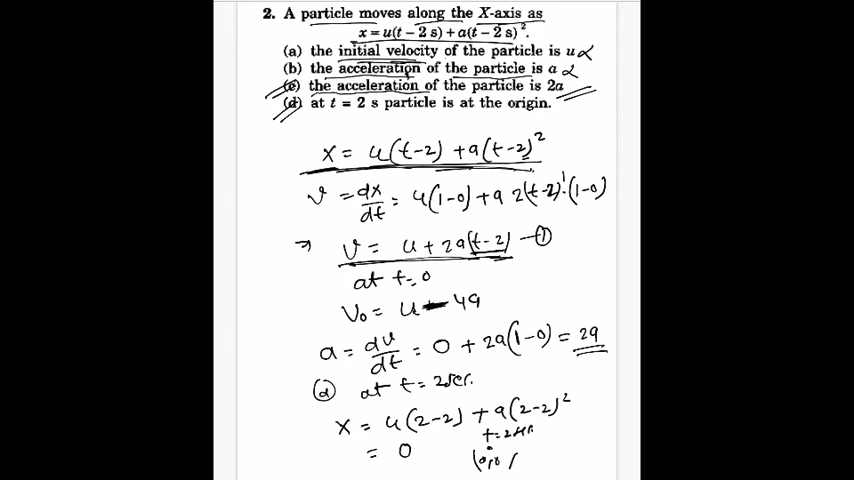 2. A particle moves along the X-axis as
x = u(t − 2 s) + a(t − 2 s)².
(a) the initial velocity of the particle is u
(b) the acceleration of the particle is a
(c) the acceleration of the particle is 2a
(d) at t = 2 s particle is at the origin.
x = u(t-2) + a(t-2)²
v = dx/dt = u(1-0) + a 2(t-2)¹·(1-0)
⇒ v = u + 2a(t-2) —①
at t=0
V₀ = u - 4a
a = dv/dt = 0 + 2a(1-0) = 2a
(d) at t = 2 sec.
x = u(2-2) + a(2-2)²
t=2sec
= 0